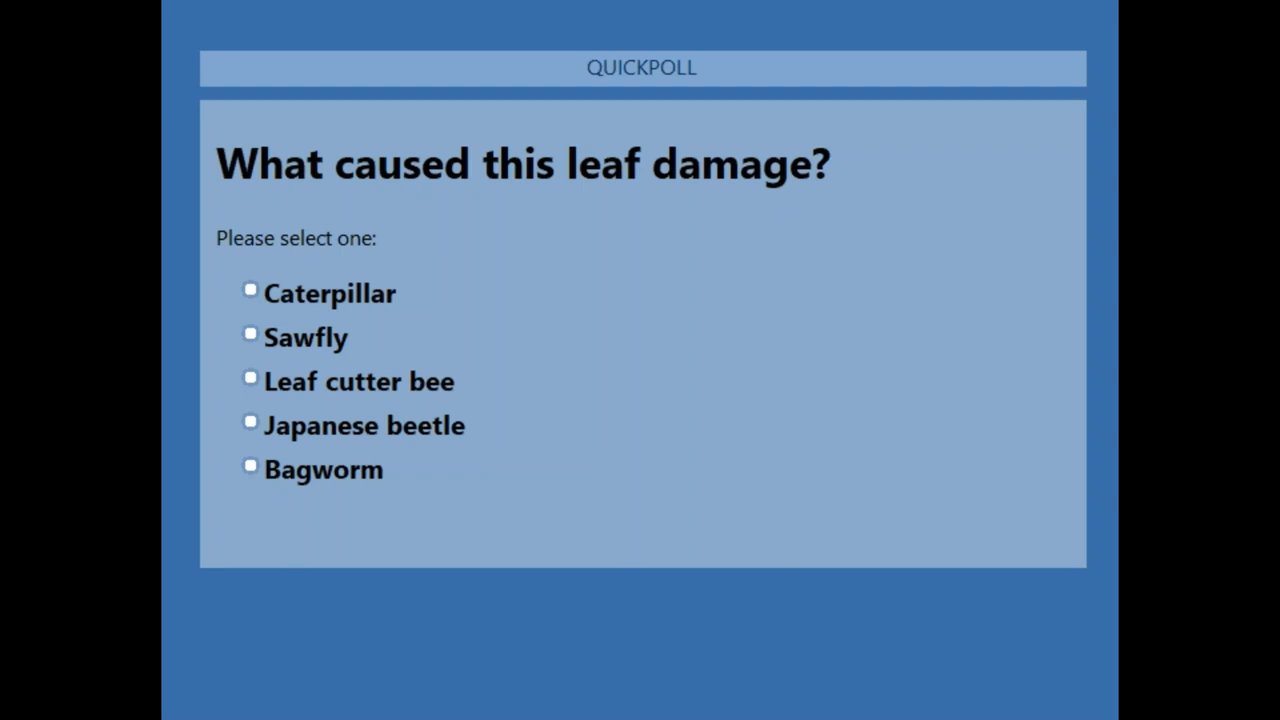 QUICKPOLL
What caused this leaf damage?
Please select one:
Caterpillar
Sawfly
Leaf cutter bee
Japanese beetle
Bagworm